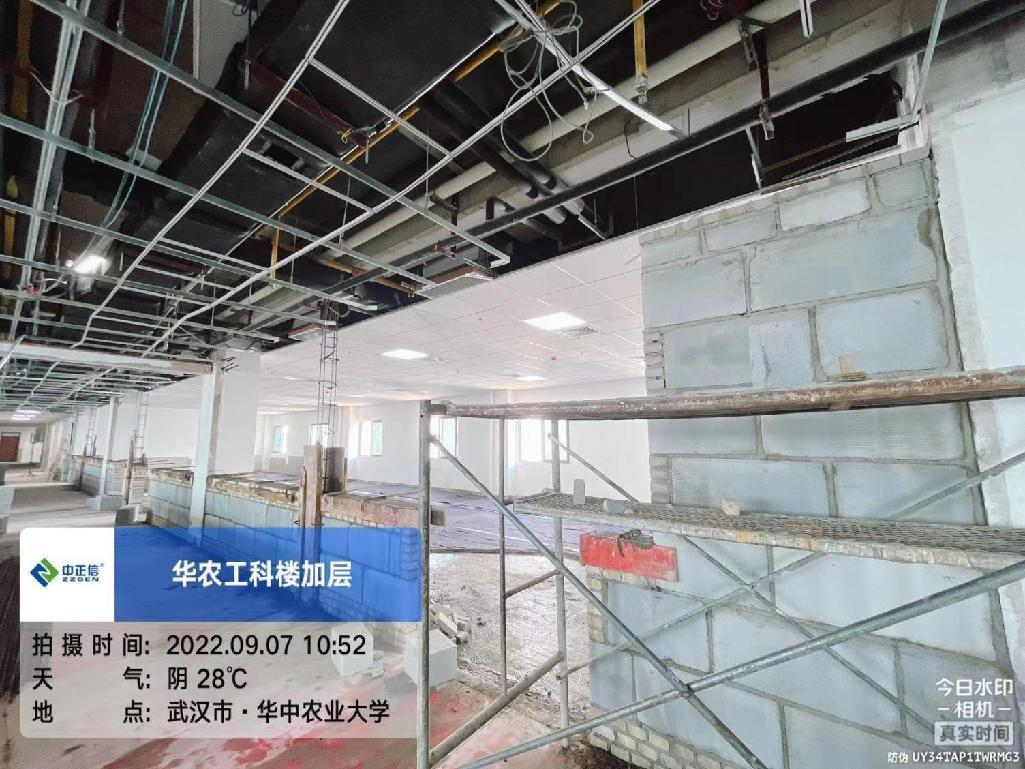 中正信®
ZZSEN
华农工科楼加层
拍摄时间: 2022.09.07 10:52
天气: 阴 28℃
地点: 武汉市·华中农业大学
今日水印
-相机-
真实时间
防伪 UY34TAP1TWRMG3